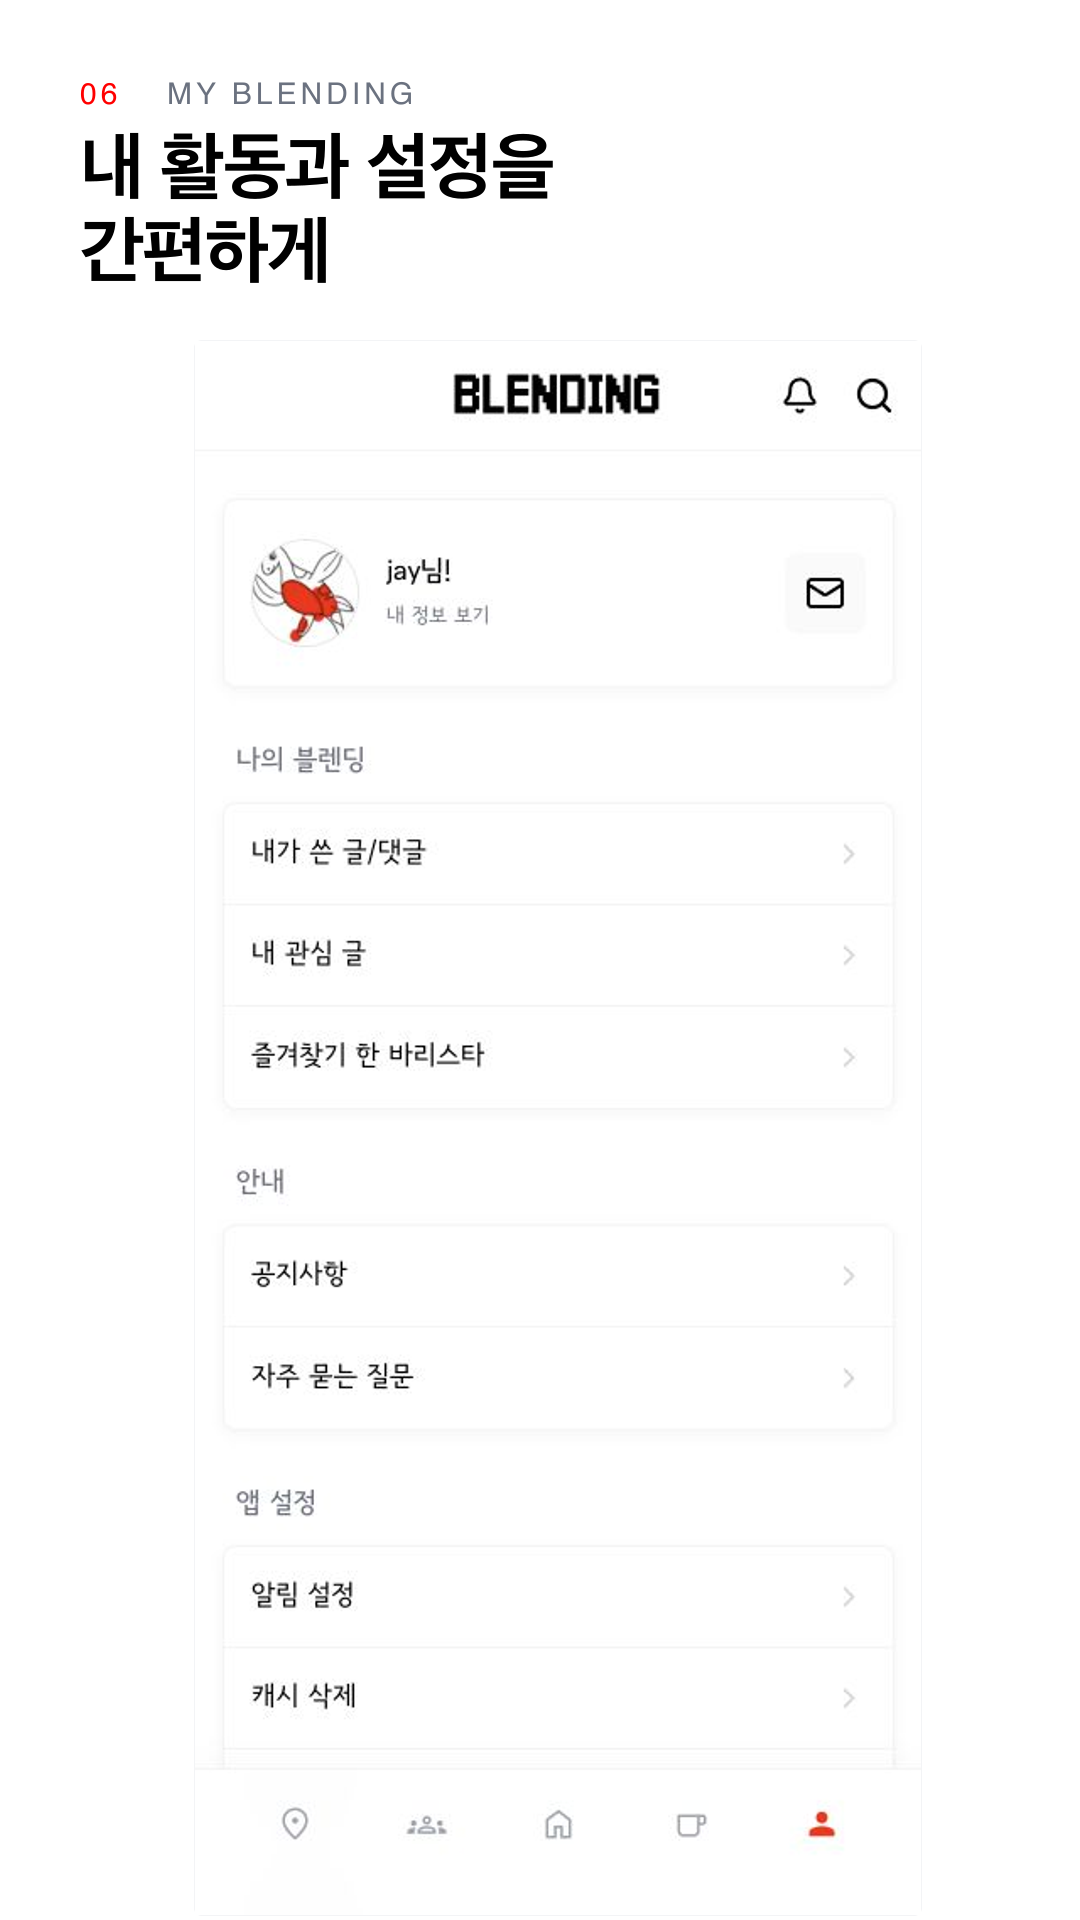 06 MY BLENDING
내 활동과 설정을
간편하게
BLENDING
jay님!
내 정보 보기
나의 블렌딩
내가 쓴 글/댓글
내 관심 글
즐겨찾기 한 바리스타
안내
공지사항
자주 묻는 질문
앱 설정
알림 설정
캐시 삭제